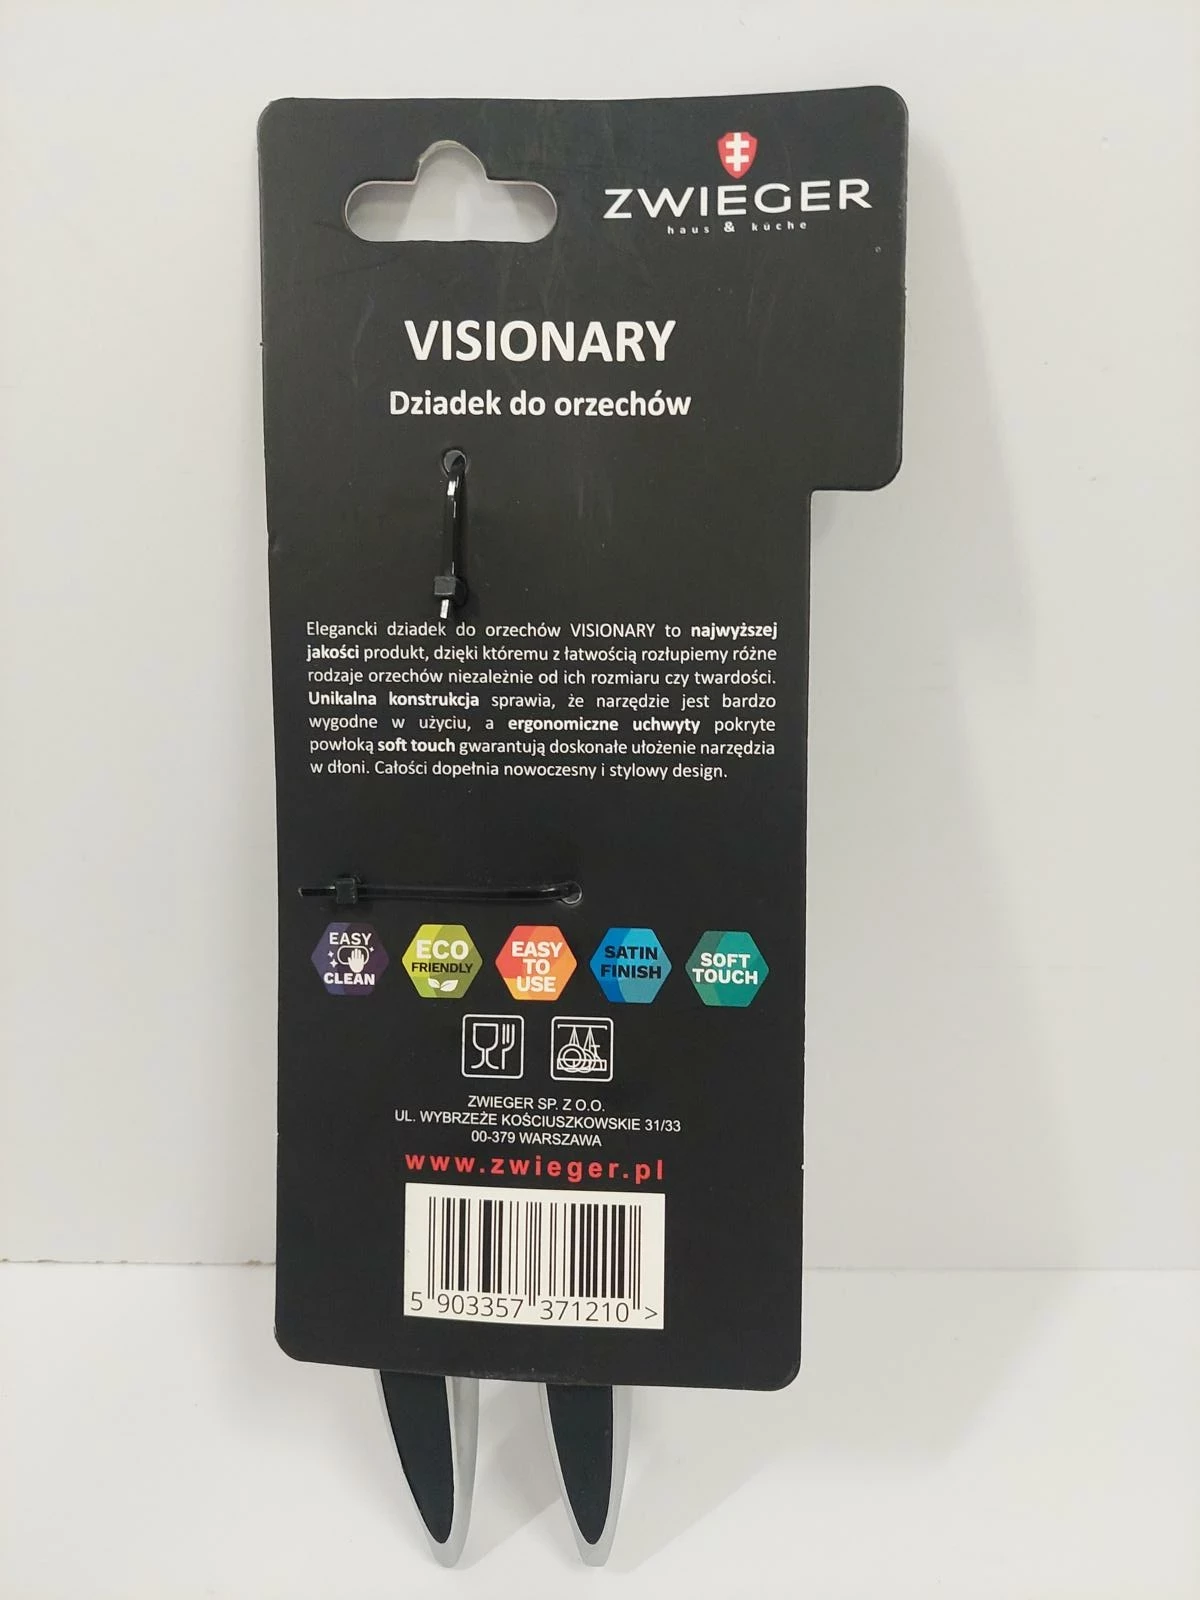 ZWIEGER
haus & küche
VISIONARY
Dziadek do orzechów
Elegancki dziadek do orzechów VISIONARY to najwyższej
jakości produkt, dzięki któremu z łatwością rozłupiemy różne
rodzaje orzechów niezależnie od ich rozmiaru czy twardości.
Unikalna konstrukcja sprawia, że narzędzie jest bardzo
wygodne w użyciu, a ergonomiczne uchwyty pokryte
powłoką soft touch gwarantują doskonałe ułożenie narzędzia
w dłoni. Całości dopełnia nowoczesny i stylowy design.
EASY
CLEAN
ECO
FRIENDLY
EASY
TO
USE
SATIN
FINISH
SOFT
TOUCH
ZWIEGER SP. Z O.O.
UL. WYBRZEŻE KOŚCIUSZKOWSKIE 31/33
00-379 WARSZAWA
www.zwieger.pl
5 903357 371210 >